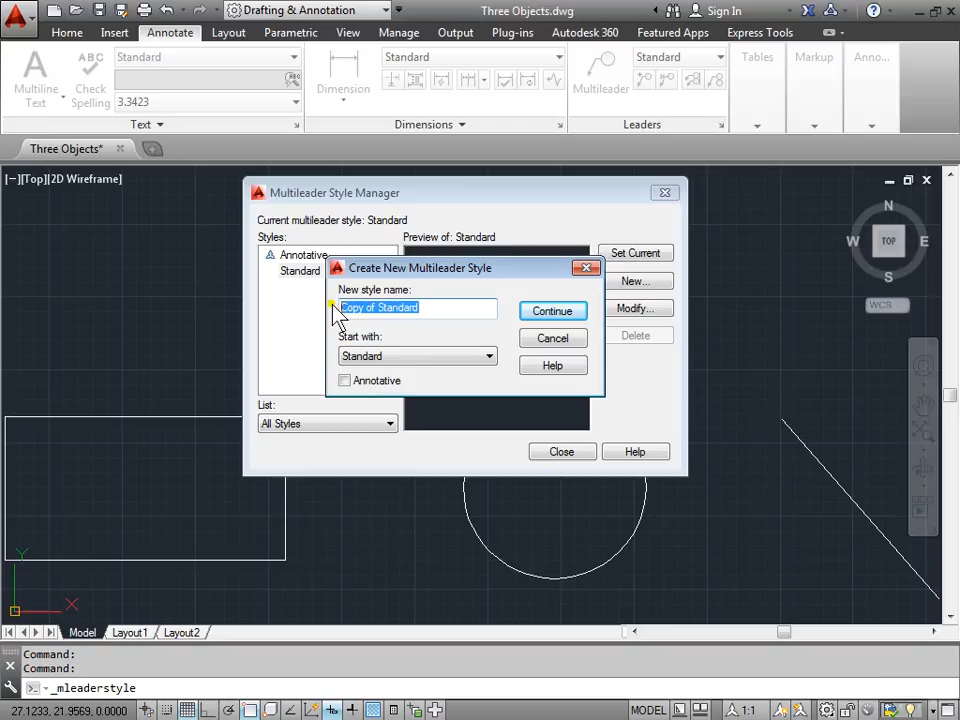 Drafting & Annotation
Three Objects.dwg
Sign In
Home Insert Annotate Layout Parametric View Manage Output Plug-ins Autodesk 360 Featured Apps Express Tools
Multiline Text
ABC Check Spelling
Standard
3.3423
Dimension
Standard
Multileader
Standard
Tables
Markup
Anno...
Text
Dimensions
Leaders
Three Objects*
[−][Top][2D Wireframe]
N
W TOP E
S
WCS
Multileader Style Manager
Current multileader style: Standard
Styles:
Preview of: Standard
Annotative
Standard
Set Current
New...
Modify...
Delete
Create New Multileader Style
New style name:
Copy of Standard
Continue
Start with:
Cancel
Standard
Help
Annotative
List:
All Styles
Close
Help
Y
X
Model Layout1 Layout2
Command:
Command:
_mleaderstyle
27.1233, 21.9569, 0.0000
MODEL
1:1